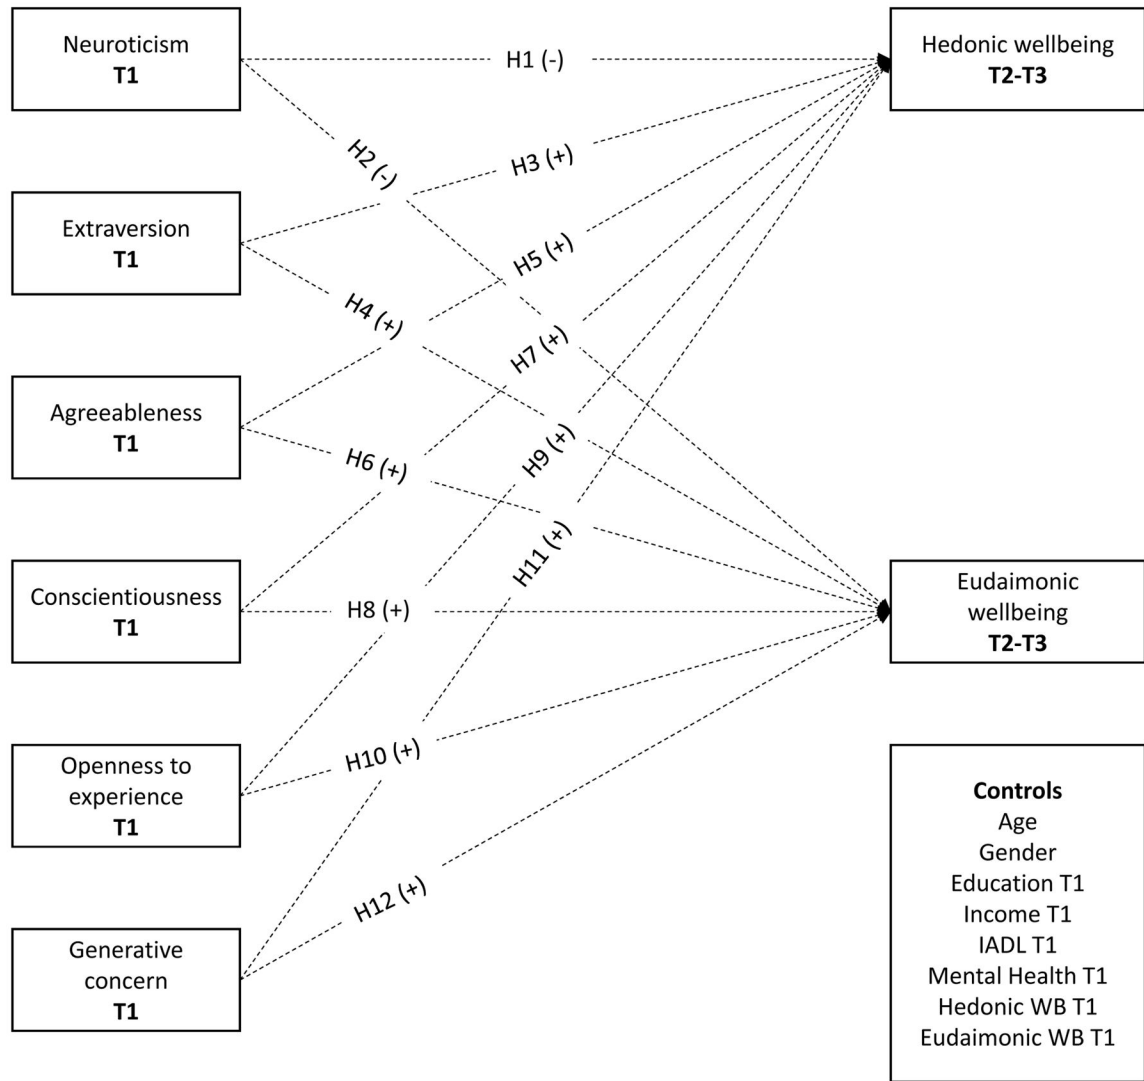 Neuroticism
T1
H1 (-)
Hedonic wellbeing
T2-T3
H2 (-)
H3 (+)
Extraversion
T1
H4 (+)
H5 (+)
H7 (+)
Agreeableness
T1
H6 (+)
H9 (+)
H11 (+)
Conscientiousness
T1
H8 (+)
Eudaimonic
wellbeing
T2-T3
Openness to
experience
T1
H10 (+)
H12 (+)
Generative
concern
T1
Controls
Age
Gender
Education T1
Income T1
IADL T1
Mental Health T1
Hedonic WB T1
Eudaimonic WB T1